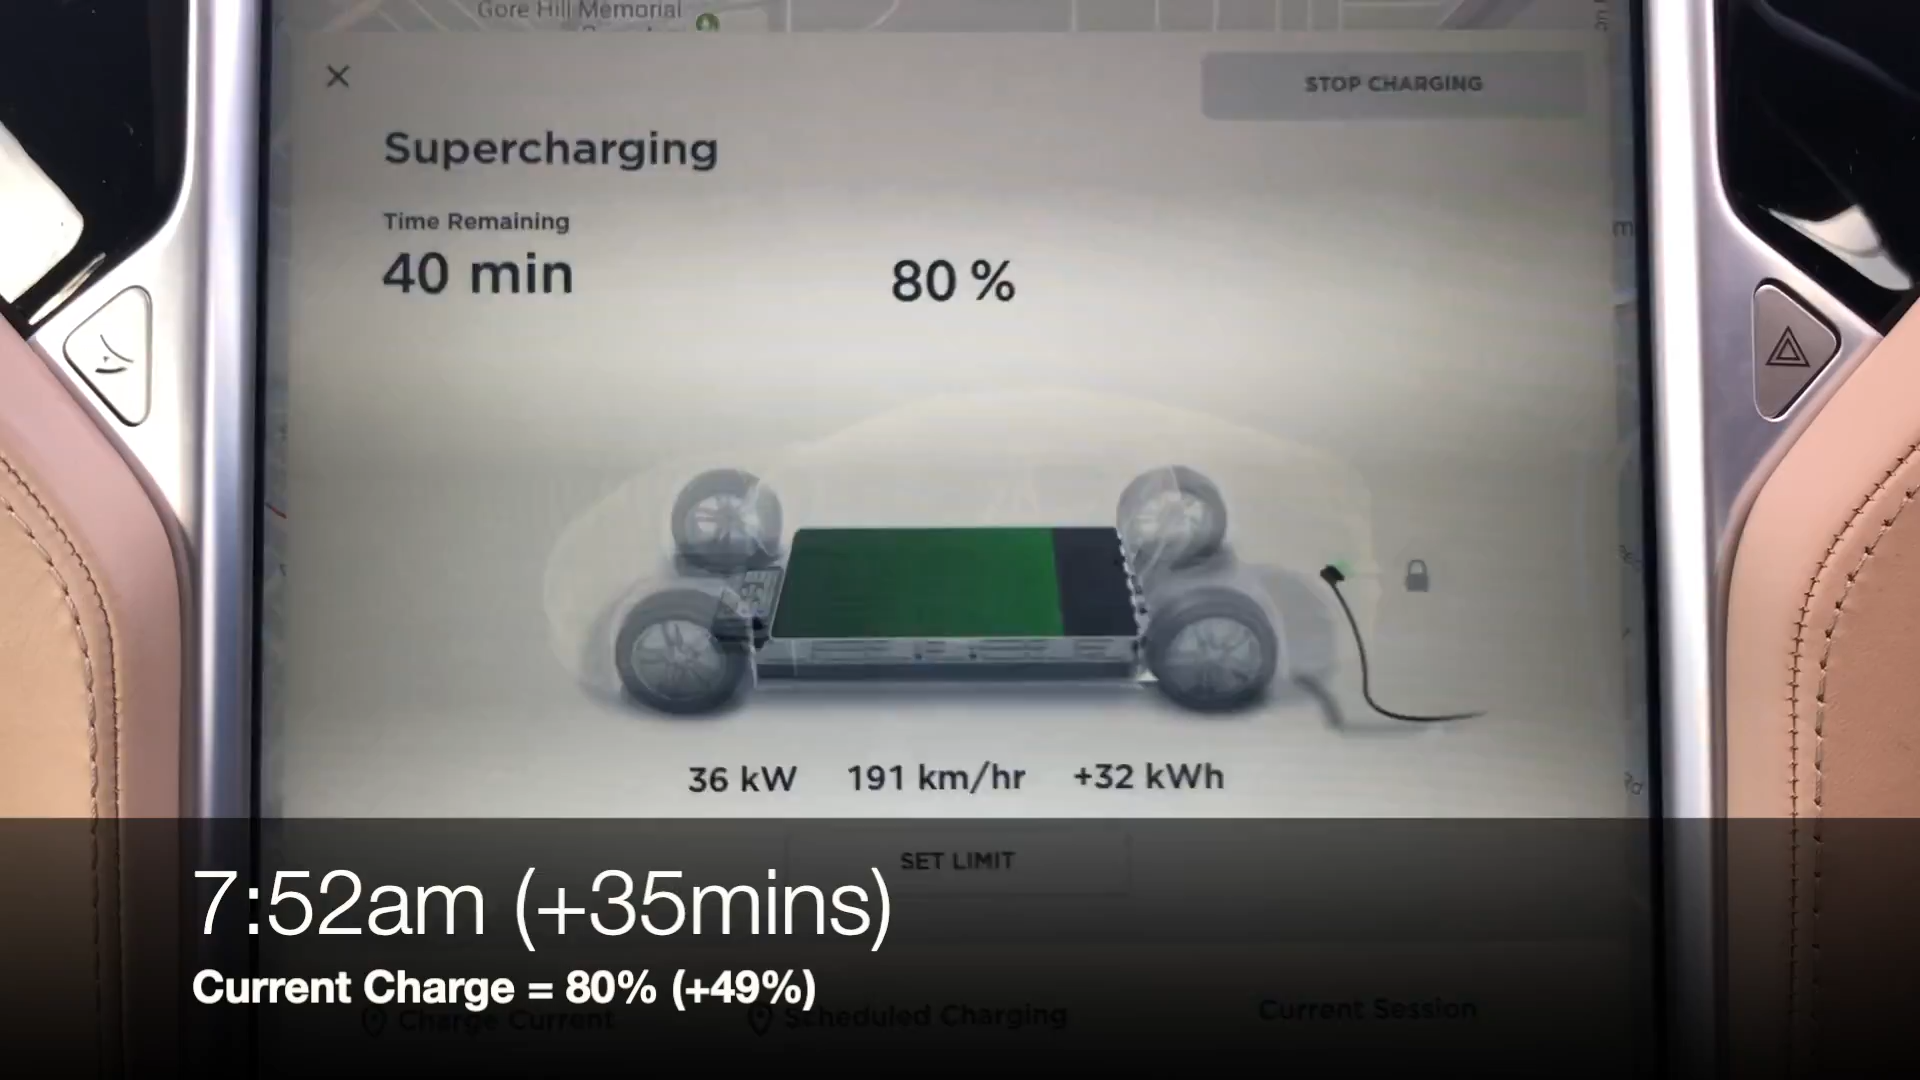 Gore Hill Memorial
STOP CHARGING
Supercharging
Time Remaining
40 min
80 %
36 kW 191 km/hr +32 kWh
SET LIMIT
7:52am (+35mins)
Current Charge = 80% (+49%)
Charge Current Scheduled Charging Current Session